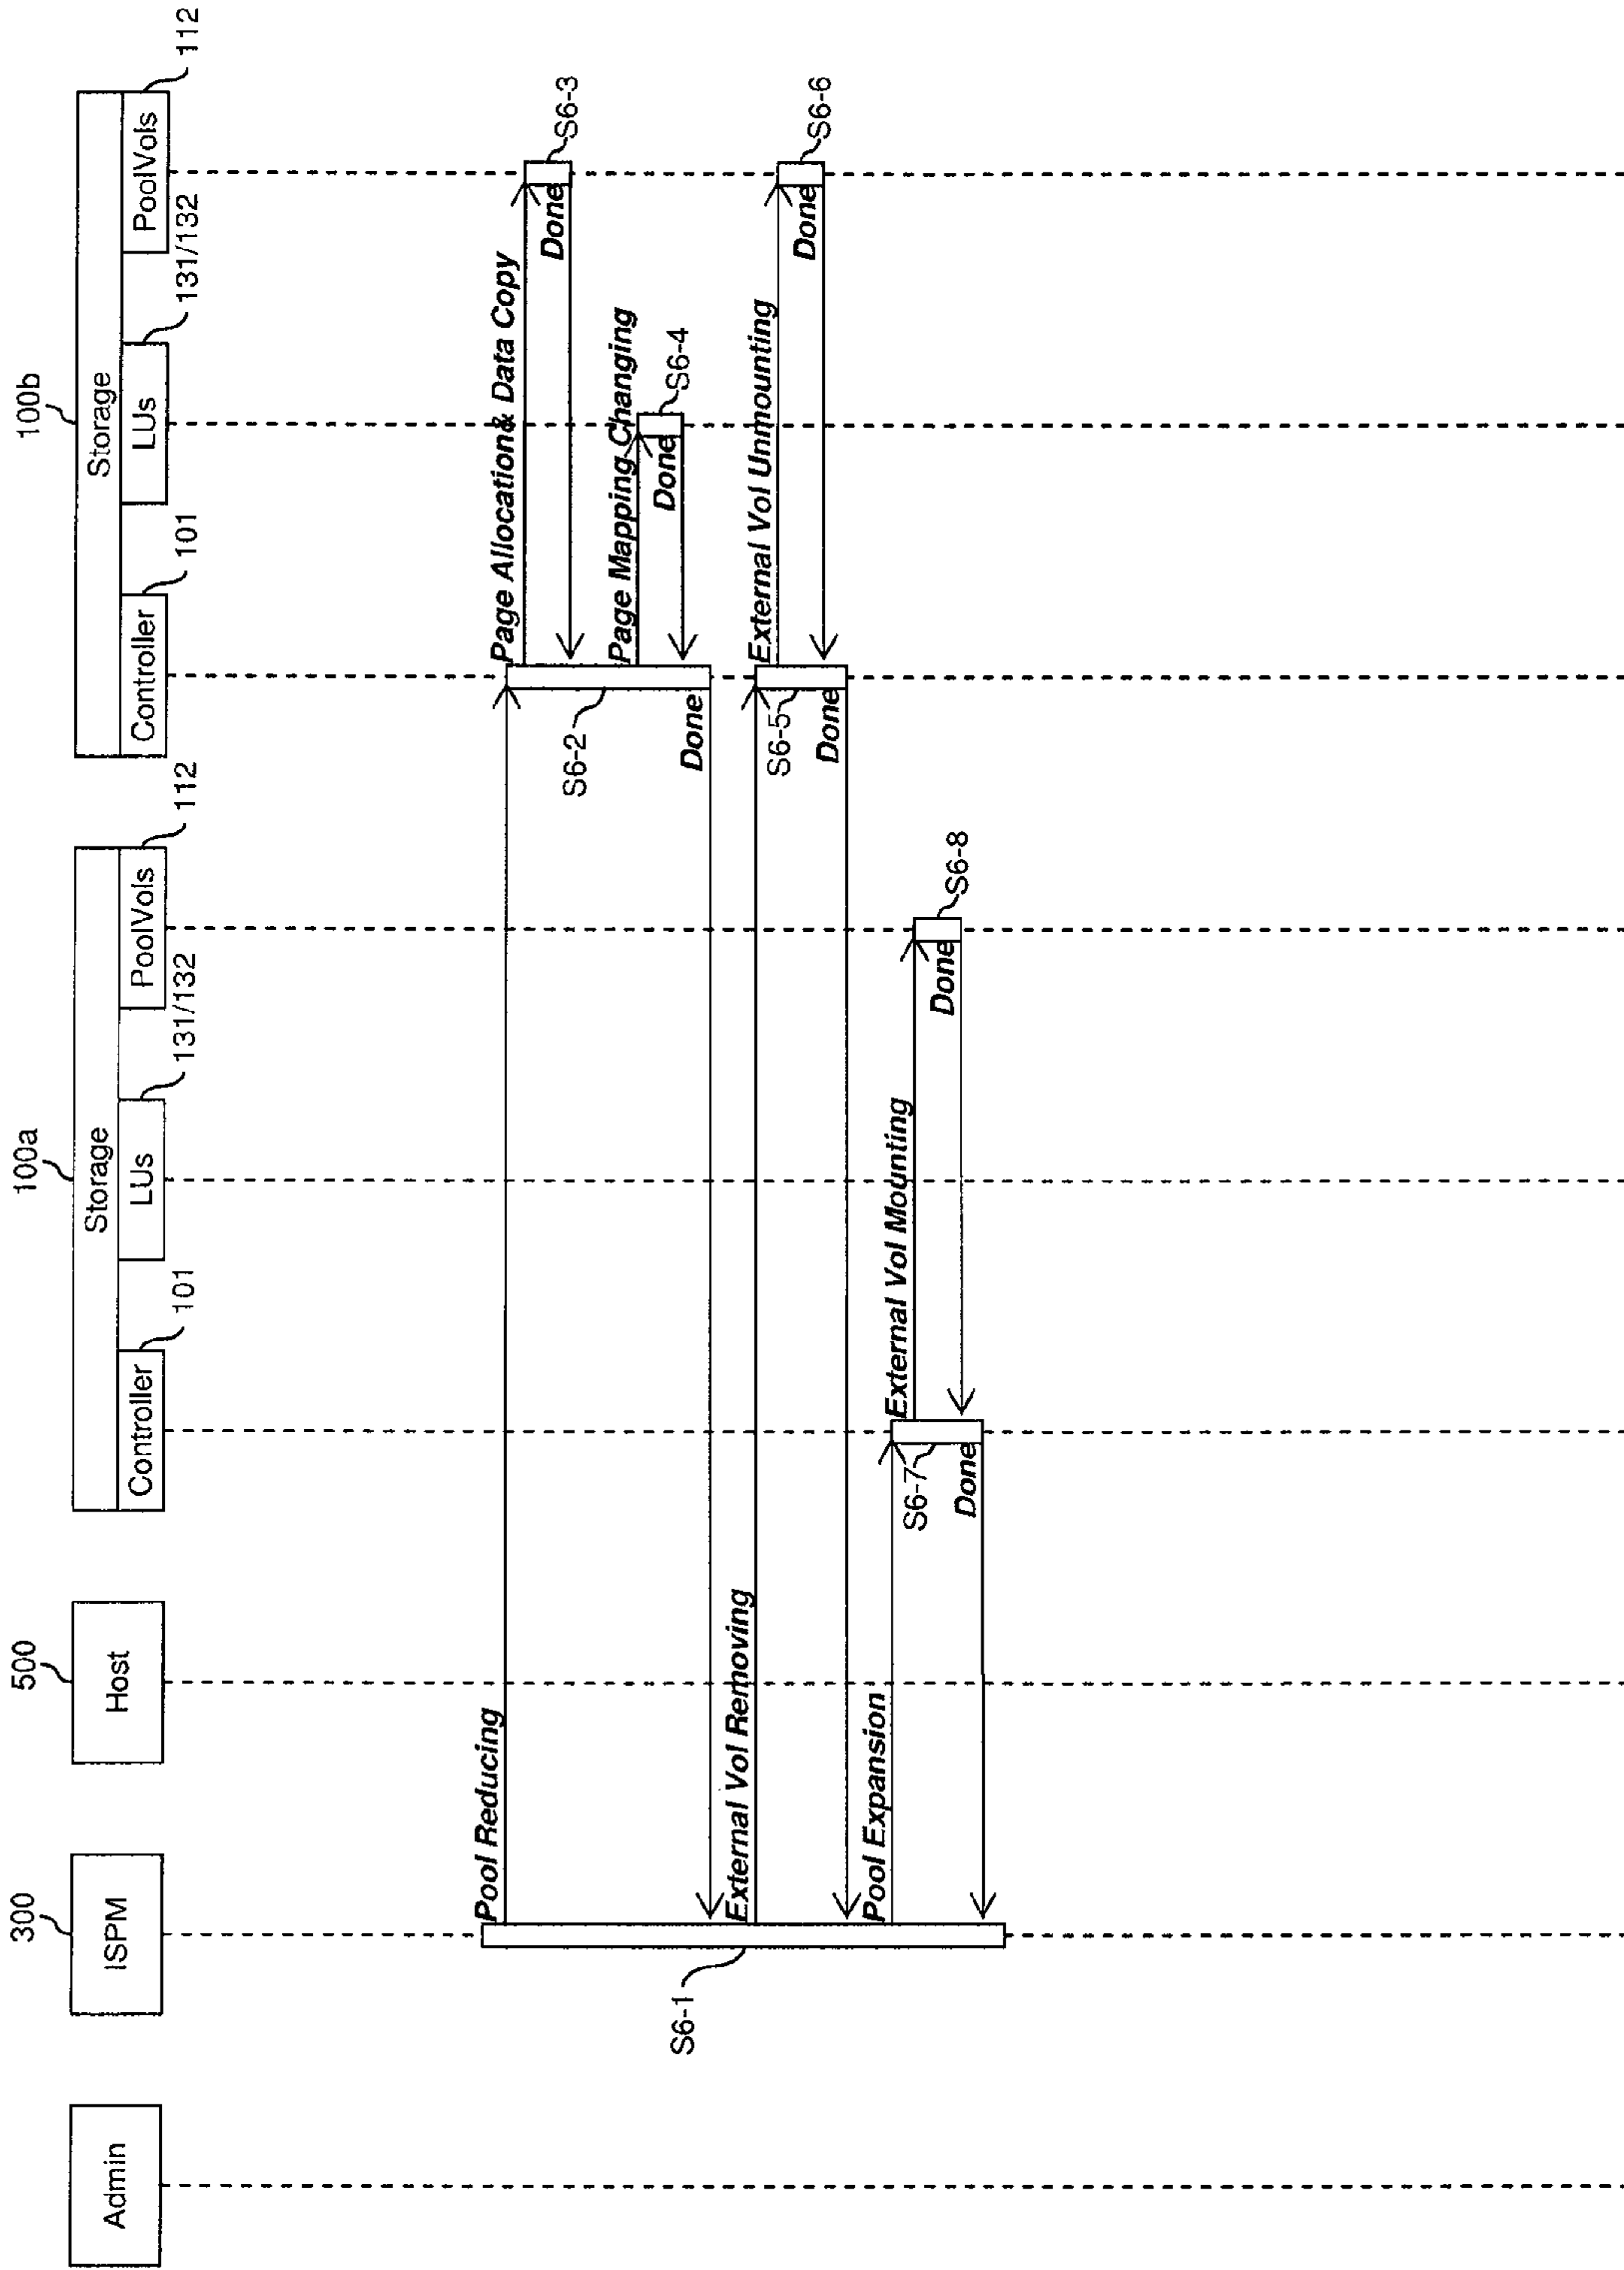 Admin
300
ISPM
500
Host
100a
Storage
Controller
101
LUs
131/132
PoolVols
112
100b
Storage
Controller
101
LUs
131/132
PoolVols
112
S6-1
Pool Reducing
S6-2
Page Allocation& Data Copy
Done
S6-3
Page Mapping Changing
Done
S6-4
Done
External Vol Removing
S6-5
External Vol Unmounting
Done
S6-6
Done
Pool Expansion
S6-7
External Vol Mounting
Done
S6-8
Done